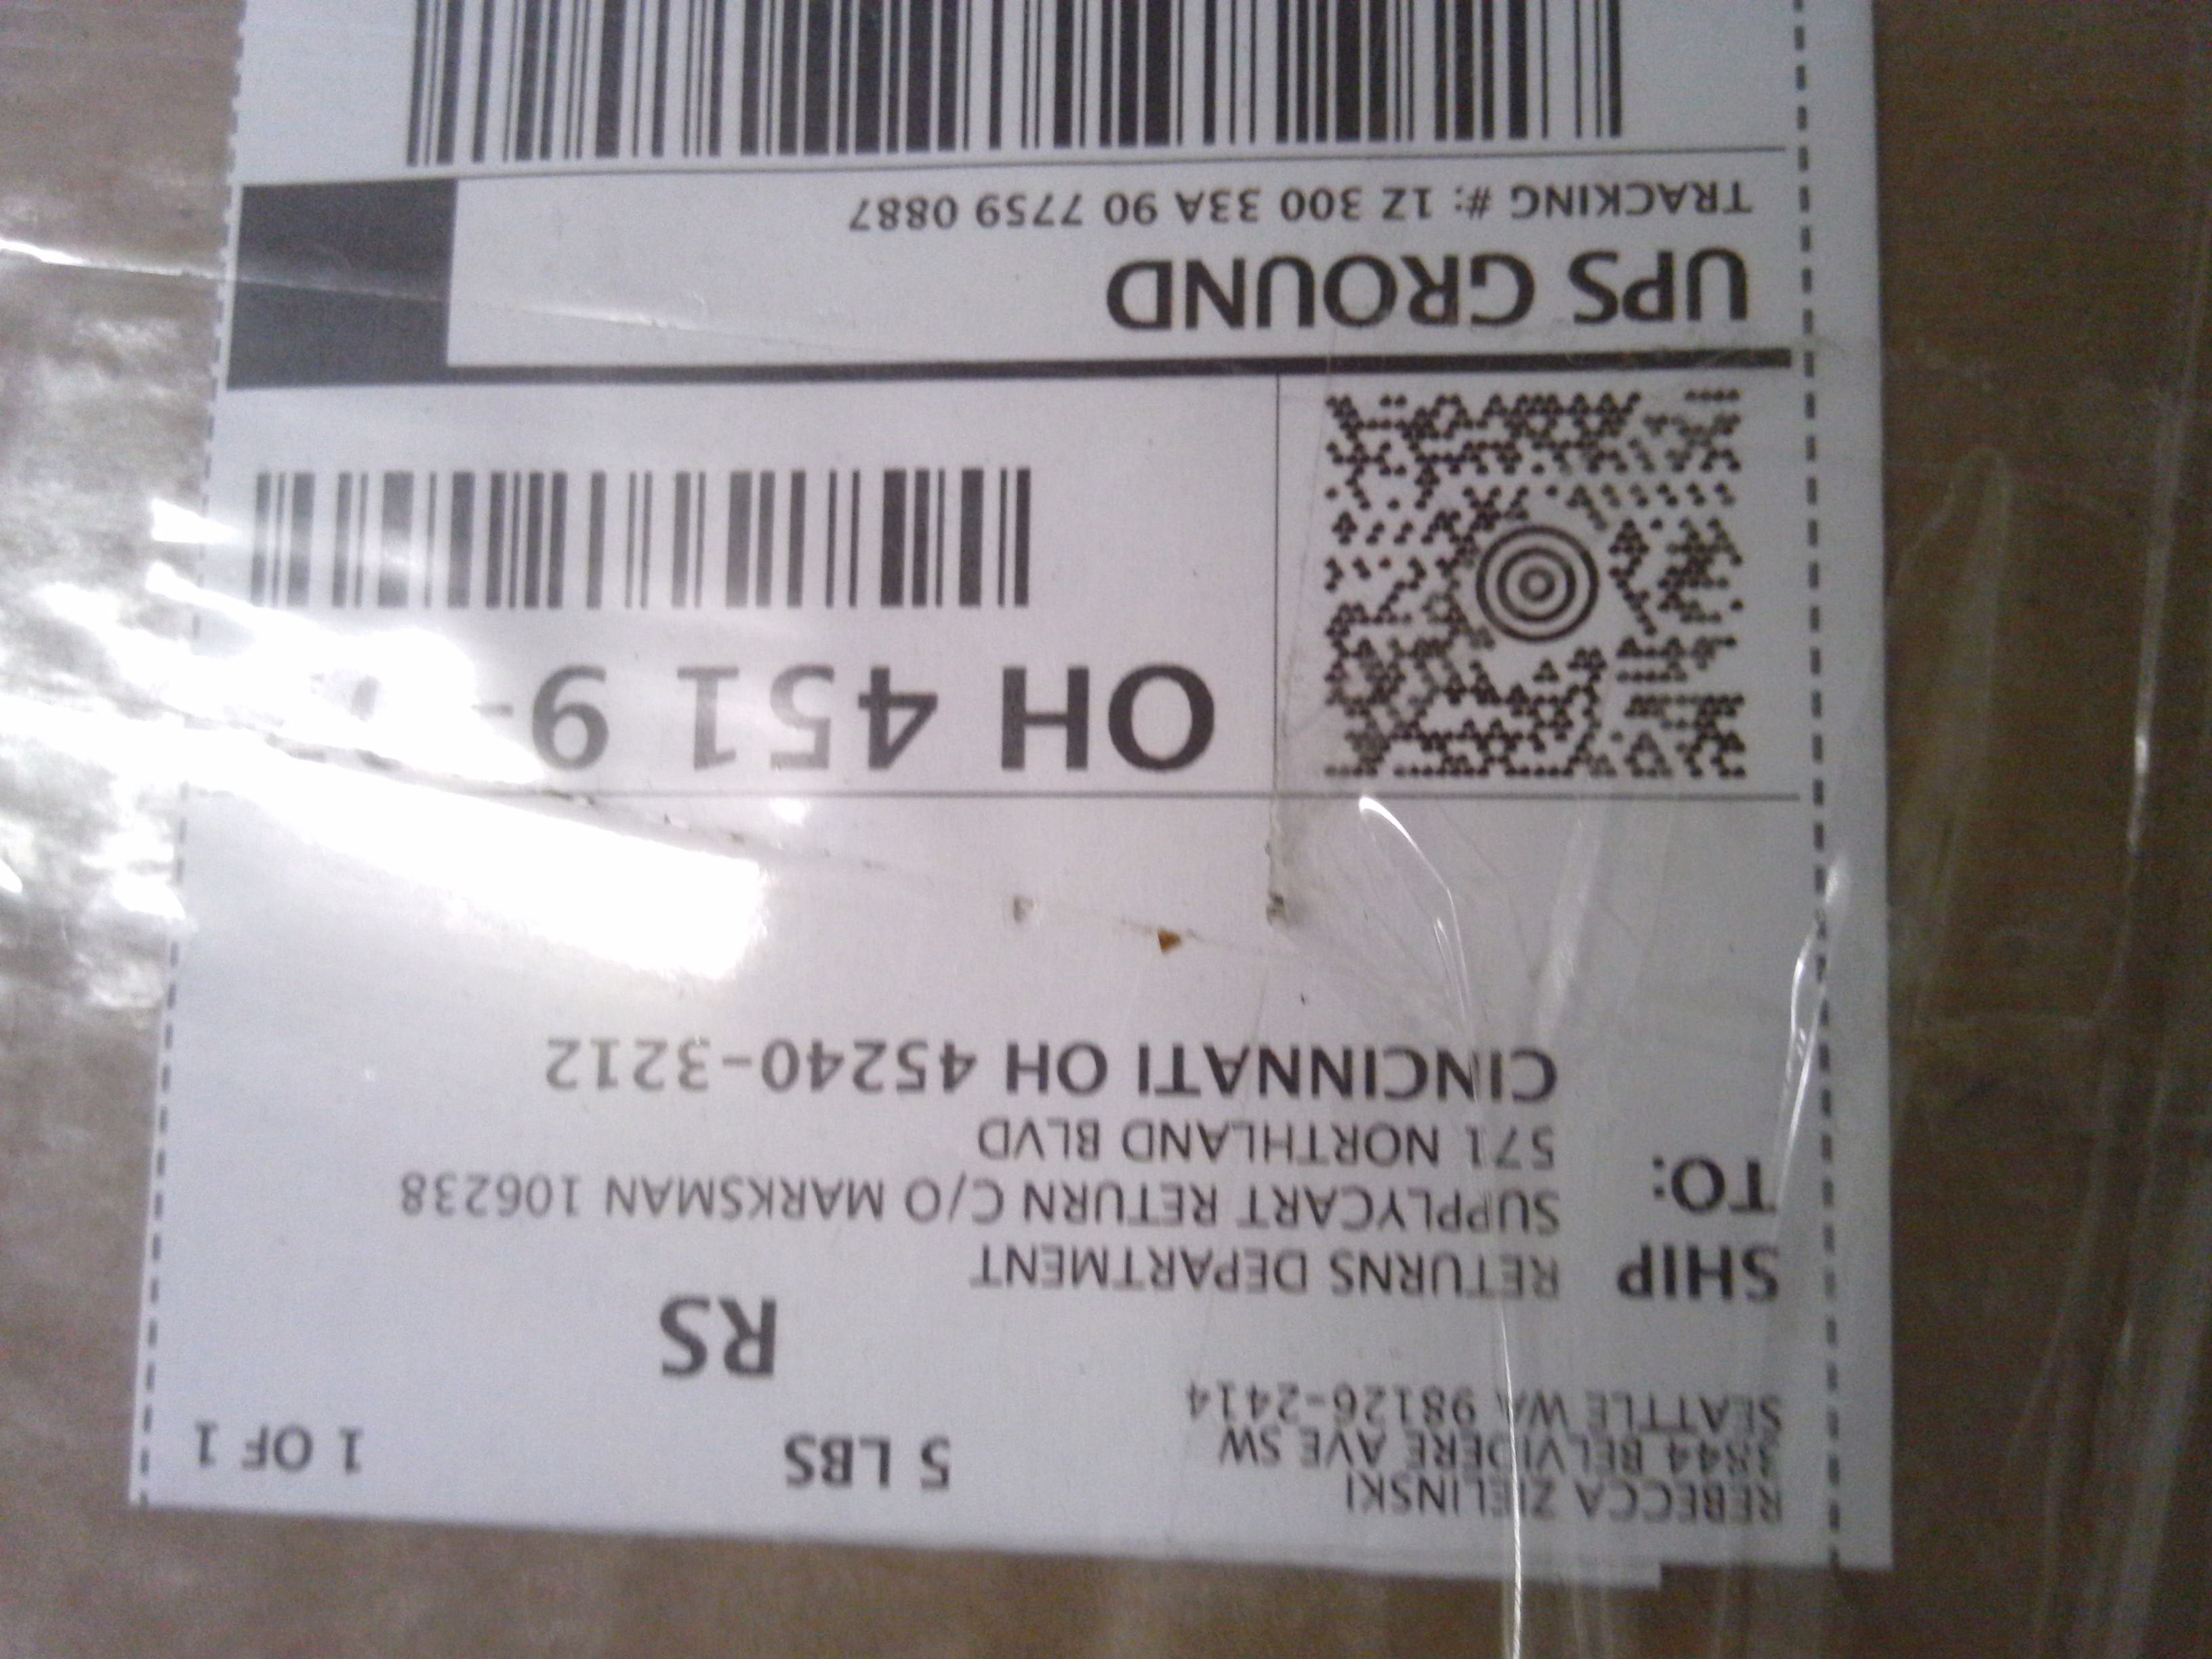 REBECCA ZIELINSKI
3844 BELVIDERE AVE SW
SEATTLE WA 98126-2414
5 LBS
1 OF 1
RS
SHIP
TO:
RETURNS DEPARTMENT
SUPPLYCART RETURN C/O MARKSMAN 106238
571 NORTHLAND BLVD
CINCINNATI OH 45240-3212
OH 451 9-
UPS GROUND
TRACKING #: 1Z 300 33A 90 7759 0887